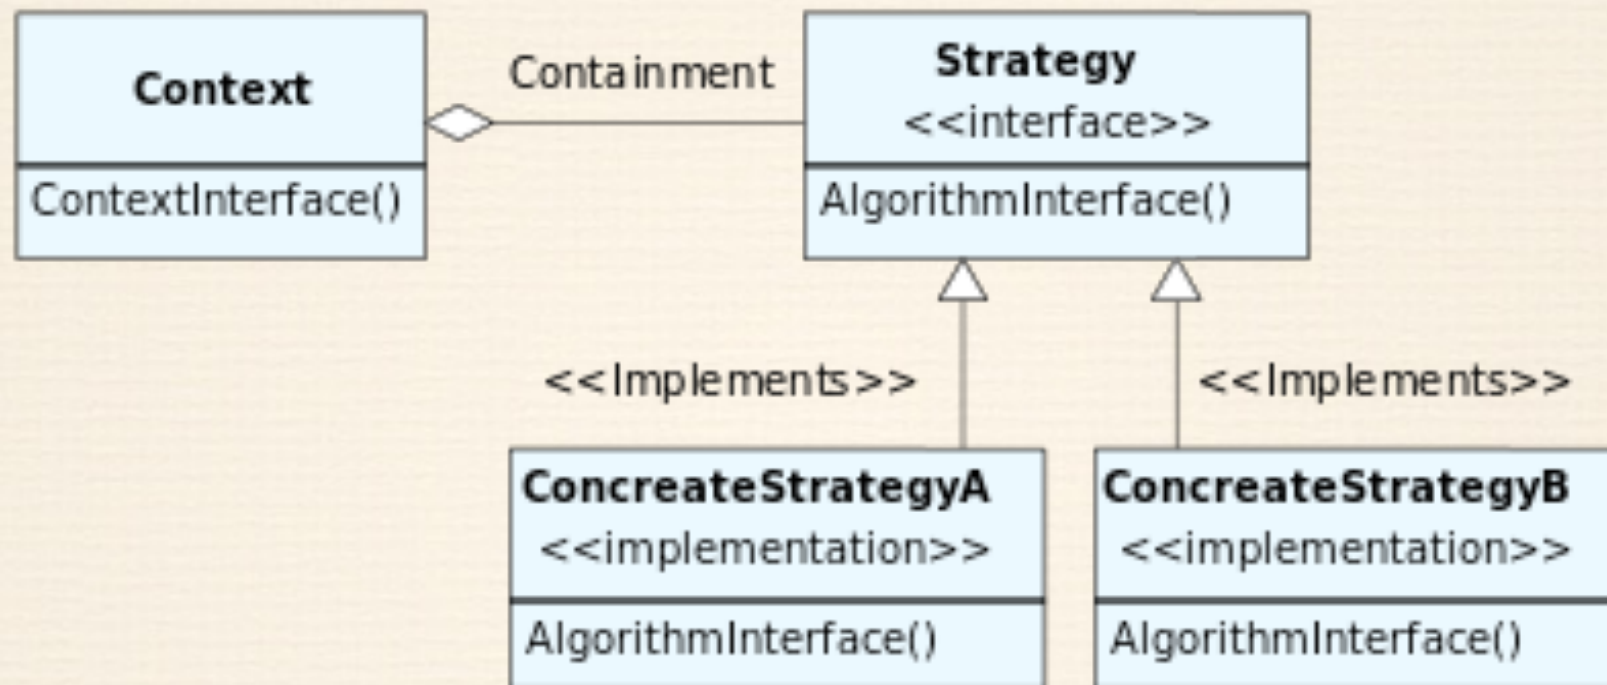 Context
Containment
Strategy
<<interface>>
ContextInterface()
AlgorithmInterface()
<<Implements>>
<<Implements>>
ConcreateStrategyA
<<implementation>>
AlgorithmInterface()
ConcreateStrategyB
<<implementation>>
AlgorithmInterface()